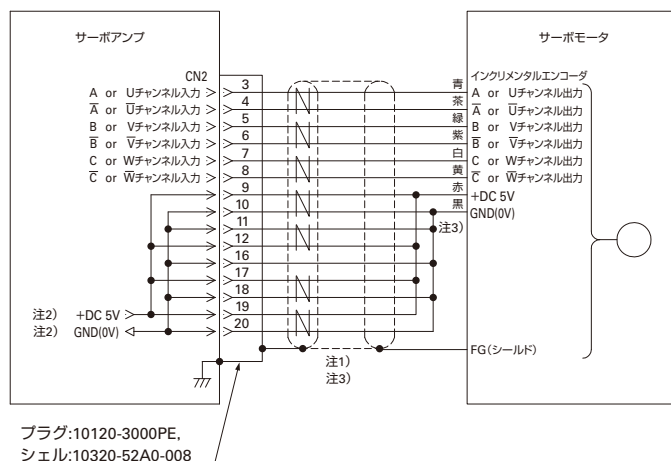 サーボアンプ
サーボモータ
CN2
インクリメンタルエンコーダ
A or Uチャンネル入力 3 青 A or Uチャンネル出力
A̅ or U̅チャンネル入力 4 茶 A̅ or U̅チャンネル出力
B or Vチャンネル入力 5 緑 B or Vチャンネル出力
B̅ or V̅チャンネル入力 6 紫 B̅ or V̅チャンネル出力
C or Wチャンネル入力 7 白 C or Wチャンネル出力
C̅ or W̅チャンネル入力 8 黄 C̅ or W̅チャンネル出力
9 赤 +DC 5V
10 黒 GND(0V)
11 注3)
12
16
17
18
注2) +DC 5V 19
注2) GND(0V) 20
注1) FG(シールド)
注3)
プラグ:10120-3000PE,
シェル:10320-52A0-008